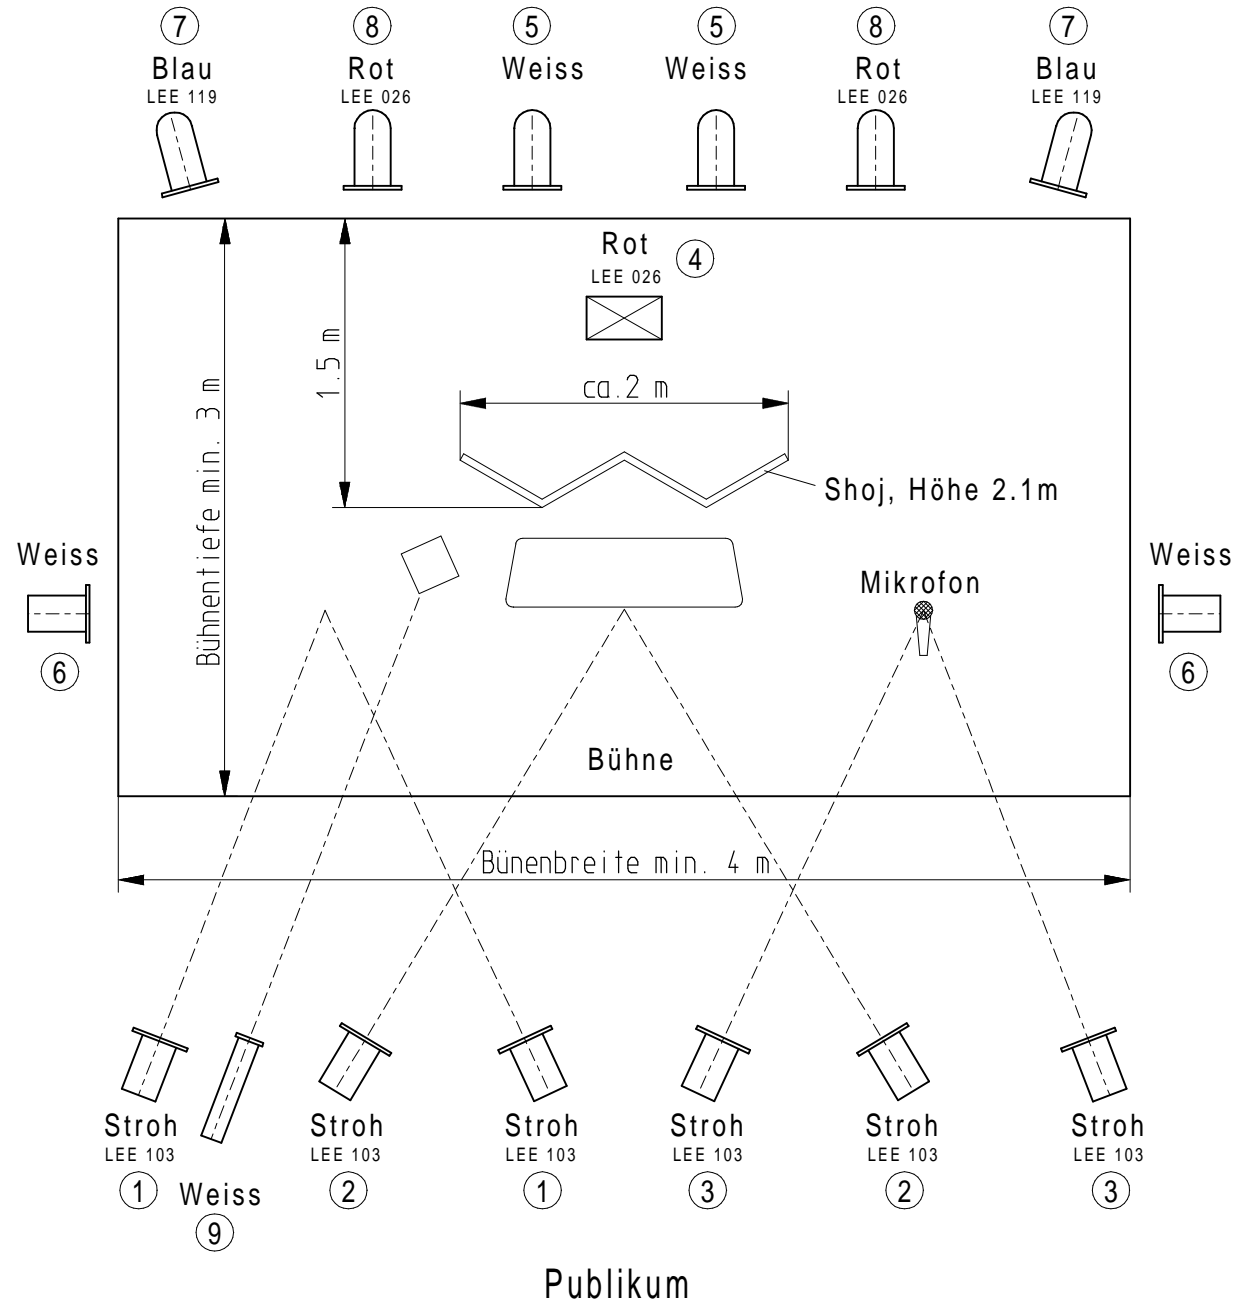 7 8 5 5 8 7
Blau Rot Weiss Weiss Rot Blau
LEE 119 LEE 026 LEE 026 LEE 119
Rot 4
LEE 026
1.5 m
ca.2 m
Bühnentiefe min. 3 m
Shoj, Höhe 2.1m
Weiss Weiss
Mikrofon
6 6
Bühne
Bünenbreite min. 4 m
Stroh Stroh Stroh Stroh Stroh Stroh
LEE 103 LEE 103 LEE 103 LEE 103 LEE 103 LEE 103
1 2 1 3 2 3
Weiss
9
Publikum